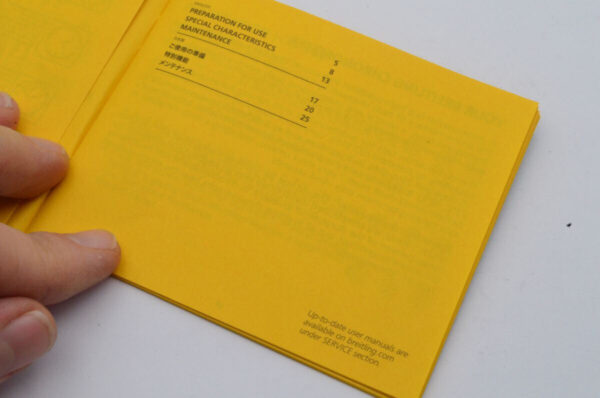 ENGLISH
PREPARATION FOR USE 5
SPECIAL CHARACTERISTICS 8
MAINTENANCE 13
ご使用の準備 17
特別機能 20
メンテナンス 25
Up-to-date user manuals are
available on breitling.com
under SERVICE section.